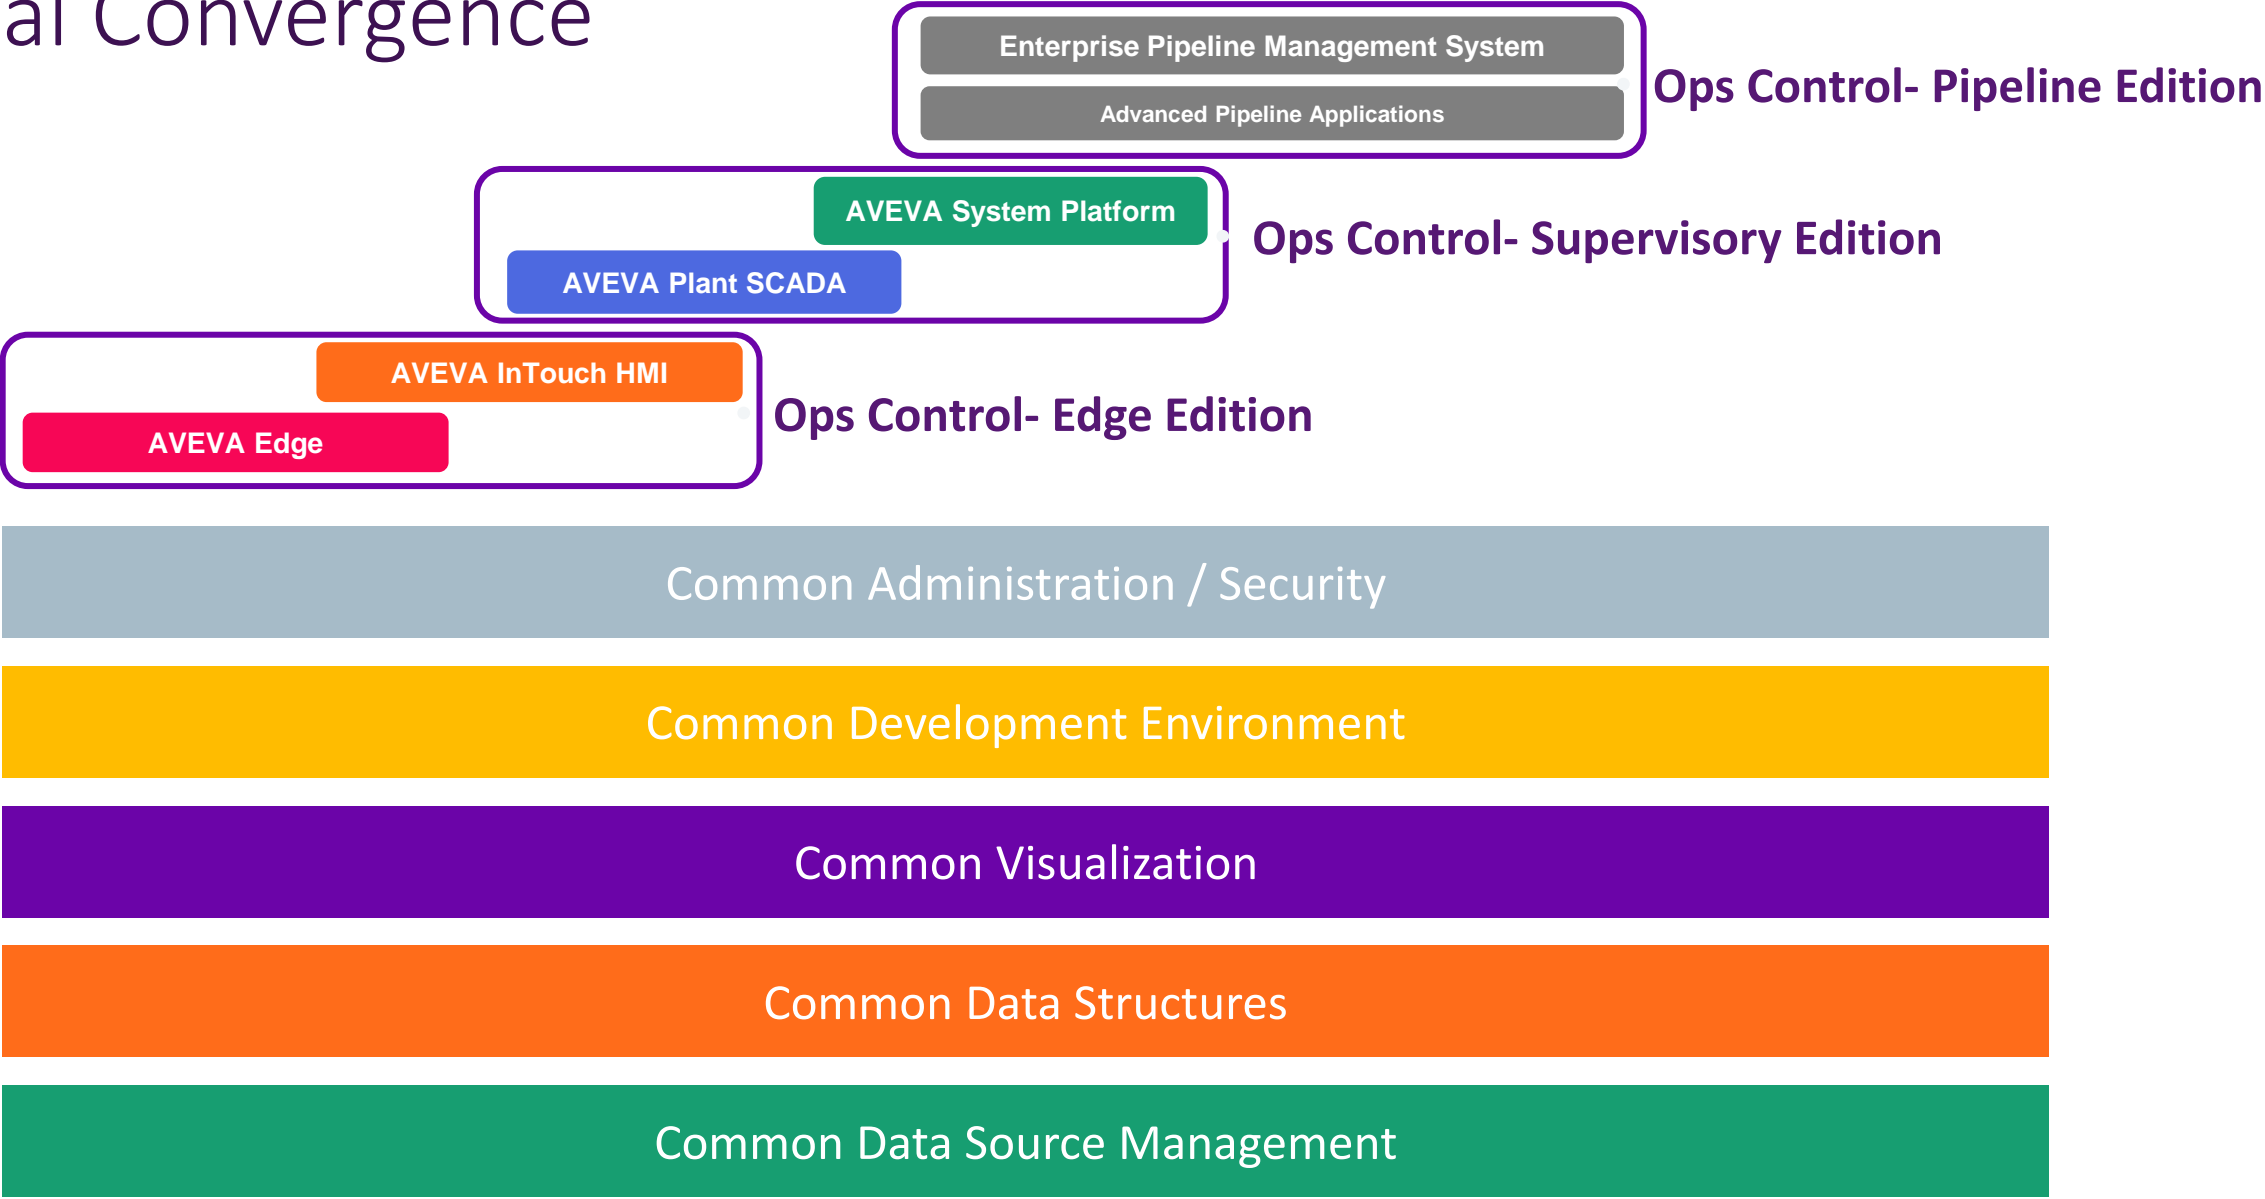 al Convergence
Enterprise Pipeline Management System
Advanced Pipeline Applications
Ops Control- Pipeline Edition
AVEVA System Platform
AVEVA Plant SCADA
Ops Control- Supervisory Edition
AVEVA InTouch HMI
AVEVA Edge
Ops Control- Edge Edition
Common Administration / Security
Common Development Environment
Common Visualization
Common Data Structures
Common Data Source Management